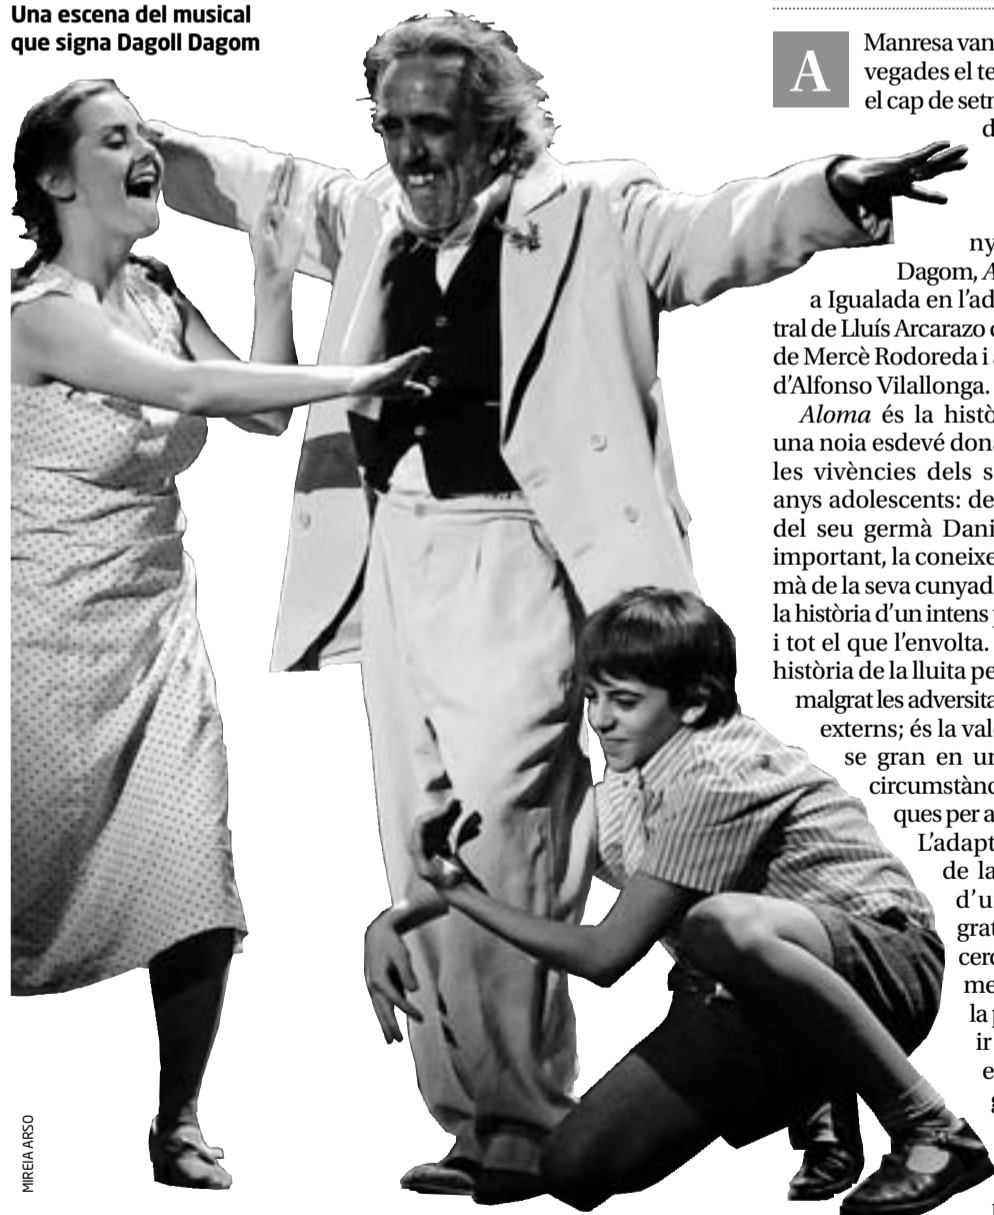 Una escena del musical
que signa Dagoll Dagom
A
Manresa van
vegades el te
el cap de setm
d
ny
Dagom, A
a Igualada en l'ad
tral de Lluís Arcarazo
de Mercè Rodoreda i
d'Alfonso Vilallonga.
Aloma és la histò
una noia esdevé dona
les vivències dels s
anys adolescents: de
del seu germà Dani
important, la coneixe
mà de la seva cunyad
la història d'un intens
i tot el que l'envolta.
història de la lluita pe
malgrat les adversita
externs; és la val
se gran en un
circumstànc
ques per a
L'adapt
de la
d'u
grat
cerc
me
la p
ir
e
g
MIREIA ARSO